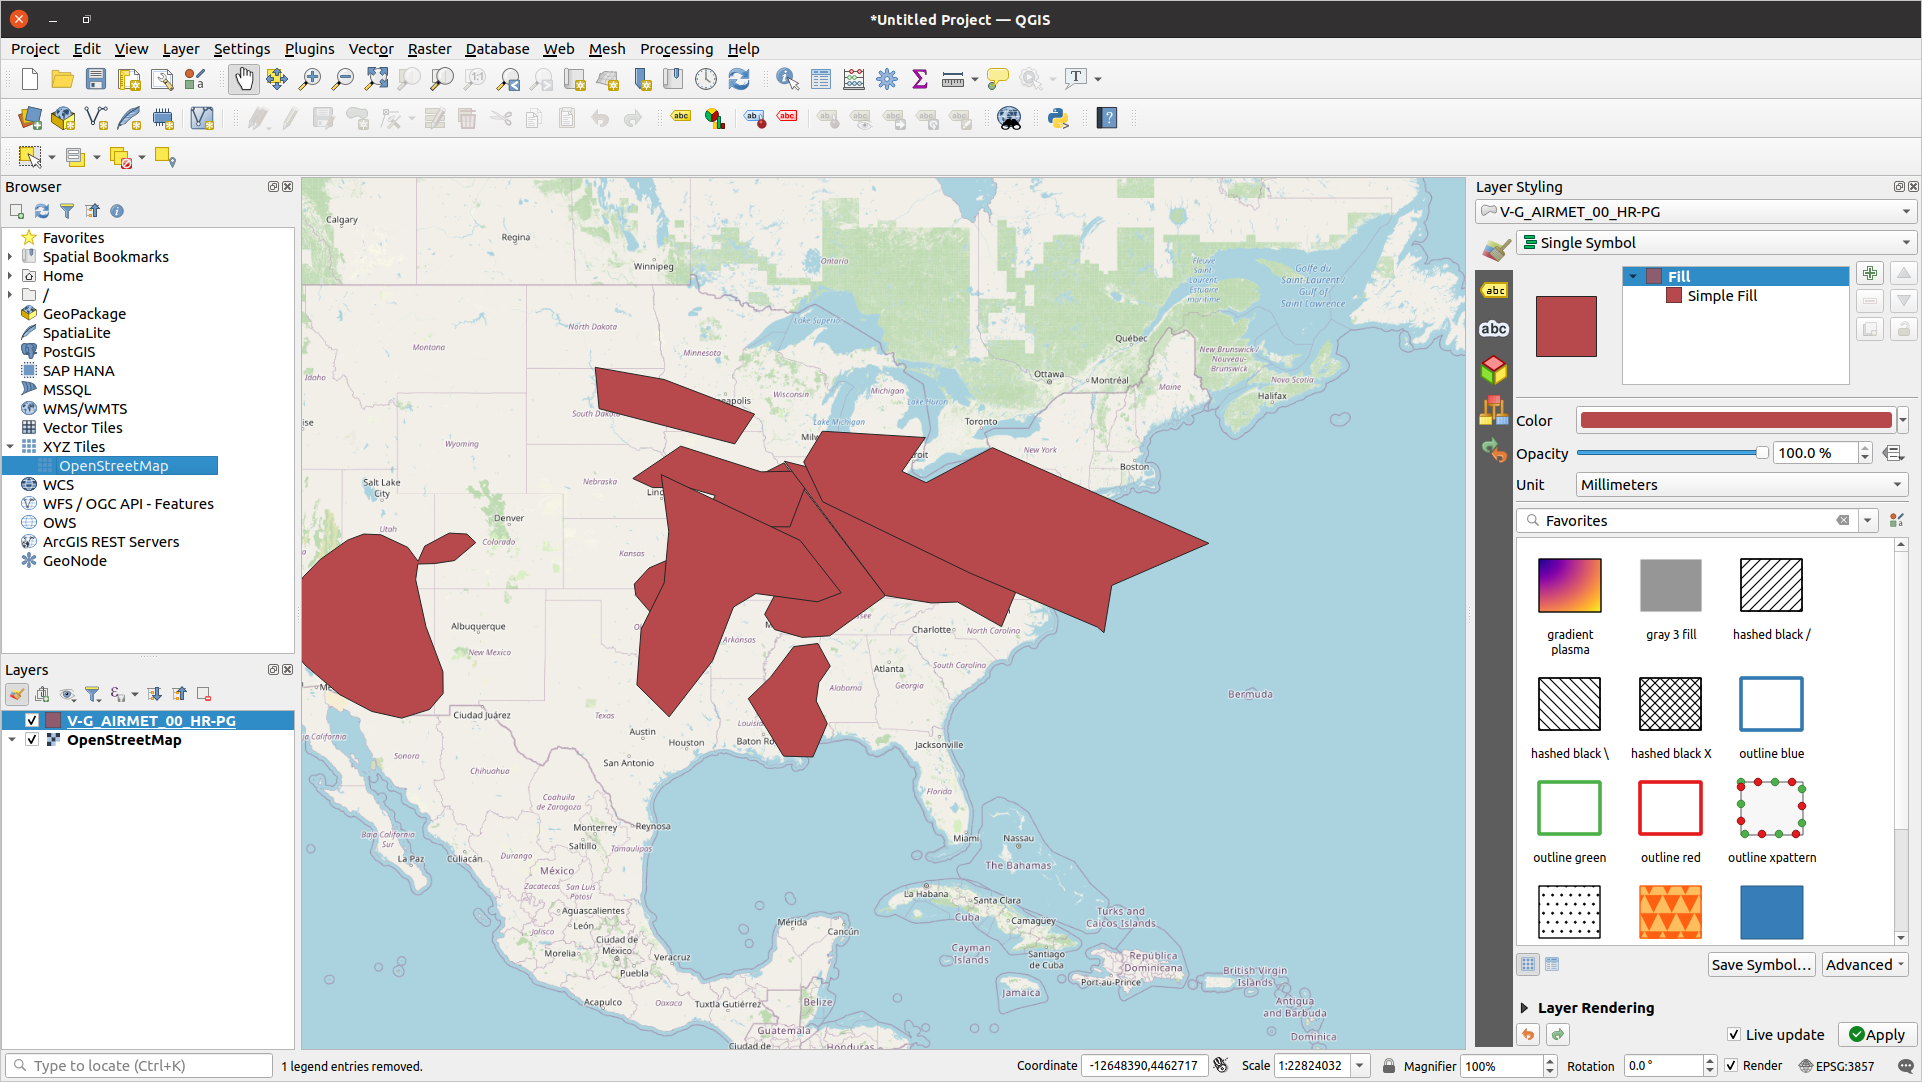 *Untitled Project — QGIS
Project Edit View Layer Settings Plugins Vector Raster Database Web Mesh Processing Help
Browser
Favorites
Spatial Bookmarks
Home
/
GeoPackage
SpatiaLite
PostGIS
SAP HANA
MSSQL
WMS/WMTS
Vector Tiles
XYZ Tiles
OpenStreetMap
WCS
WFS / OGC API - Features
OWS
ArcGIS REST Servers
GeoNode
Layers
V-G_AIRMET_00_HR-PG
OpenStreetMap
Calgary
Regina
Winnipeg
Ontario
Fleuve Saint-Laurent / Estuaire maritime
Golfe du Saint-Laurent / Gulf of Saint Lawrence
North Dakota
Lake Superior
Québec
Montana
Minnesota
New Brunswick / Nouveau-Brunswick
Ottawa
Montréal
Maine
Nova Scotia
Idaho
Wisconsin
Michigan
Lake Huron
Halifax
South Dak
Lake Michigan
Toronto
Wyoming
New York
Boston
Salt Lake City
Nebraska
Utah
Denver
Colorado
Kansas
Albuquerque
New Mexico
Arkansas
Charlotte
North Carolina
Atlanta
South Carolina
Alabama
Georgia
Bermuda
Ciudad Juárez
Texas
Austin
Houston
Jacksonville
San Antonio
Sonora
Chihuahua
Coahuila de Zaragoza
Florida
Monterrey
Reynosa
Baja California Sur
Saltillo
Tamaulipas
Miami
Nassau
La Paz
Culiacán
Durango
The Bahamas
México
Zacatecas
San Luis Potosí
La Habana
Santa Clara
Aguascalientes
Cuba
Camaguey
Turks and Caicos Islands
León
Mérida
Cancún
Jalisco
Ciudad de México
Cayman Islands
Santiago de Cuba
Morelia
Veracruz
República Dominicana
Puebla
Port-au-Prince
British Virgin Islands
Jamaica
Acapulco
Oaxaca
Tuxtla Gutiérrez
Belize
Antigua and Barbuda
Guatemala
Honduras
Dominica
Layer Styling
V-G_AIRMET_00_HR-PG
Single Symbol
Fill
Simple Fill
Color
Opacity 100.0 %
Unit Millimeters
Favorites
gradient plasma
gray 3 fill
hashed black /
hashed black \
hashed black X
outline blue
outline green
outline red
outline xpattern
Save Symbol… Advanced
Layer Rendering
Live update Apply
Type to locate (Ctrl+K) 1 legend entries removed. Coordinate -12648390,4462717 Scale 1:22824032 Magnifier 100% Rotation 0.0 ° Render EPSG:3857